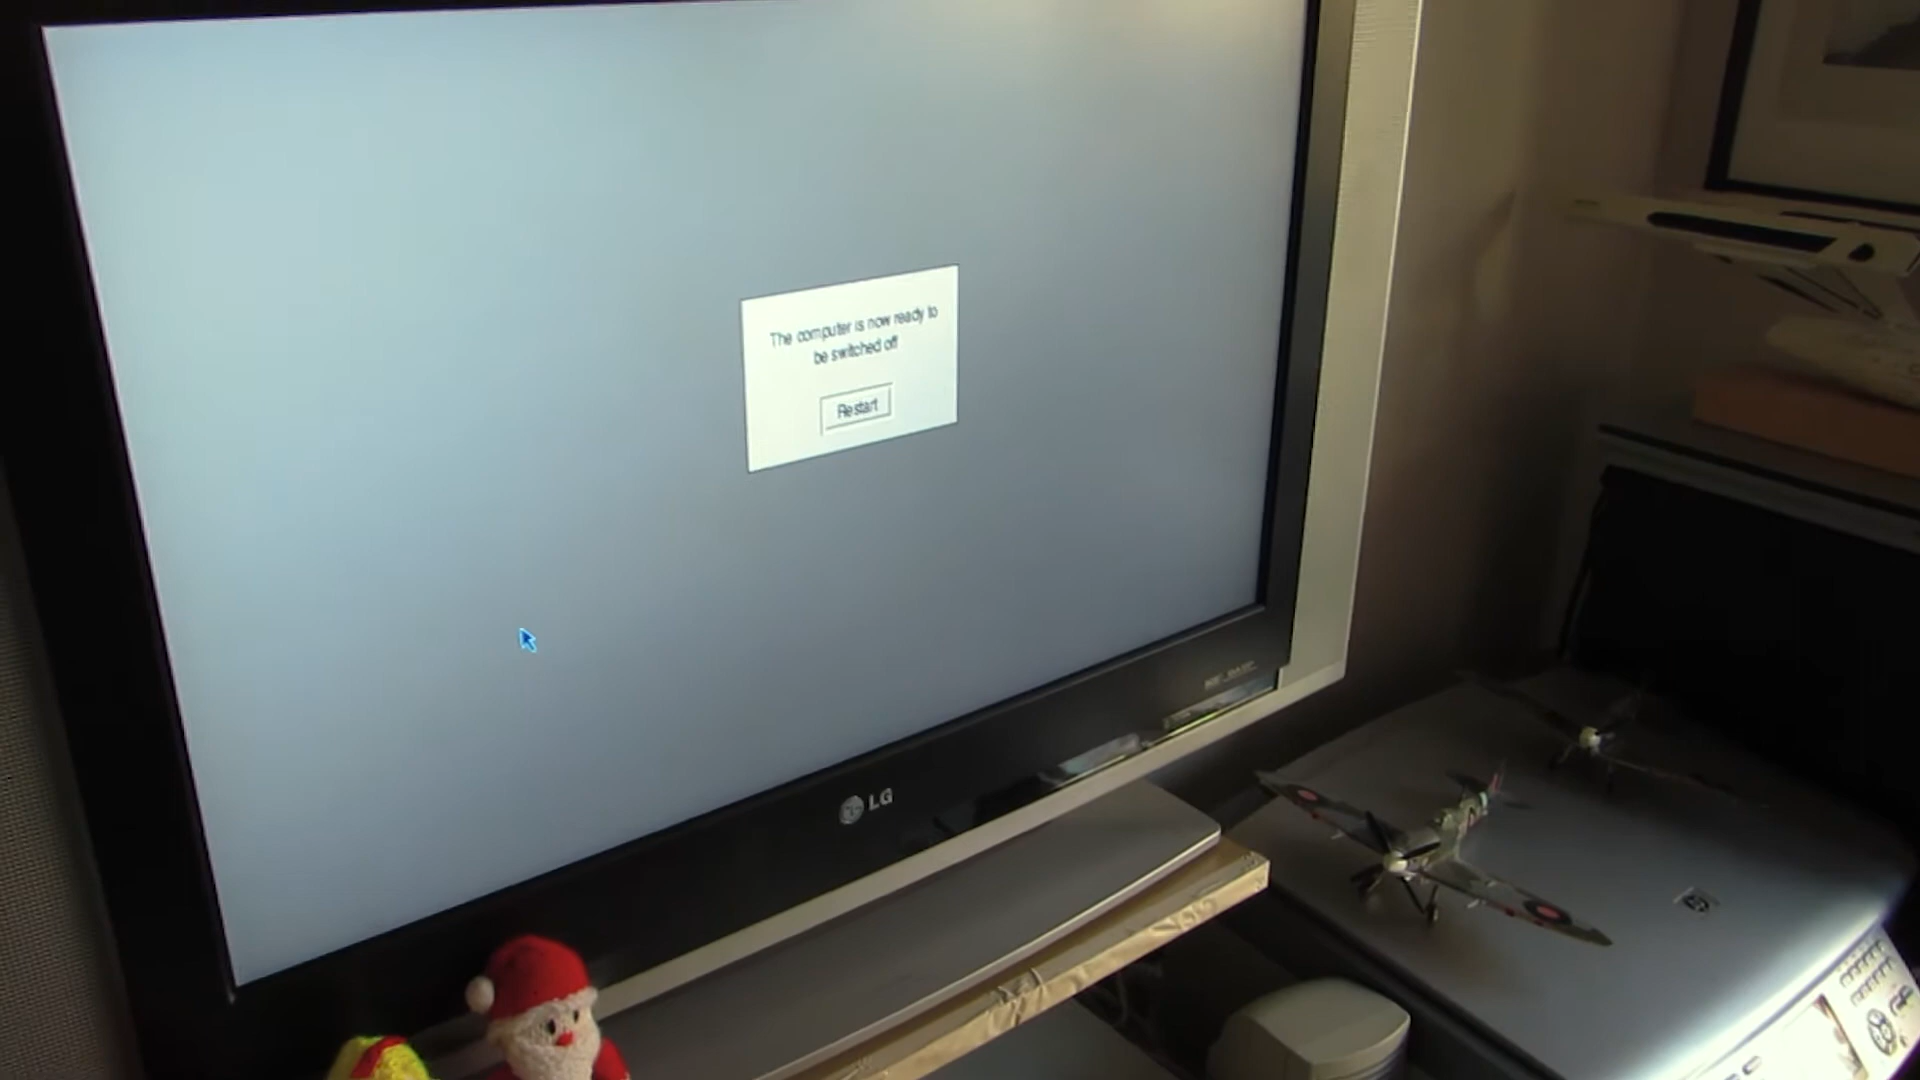 The computer is now ready to
be switched off
Restart
LG